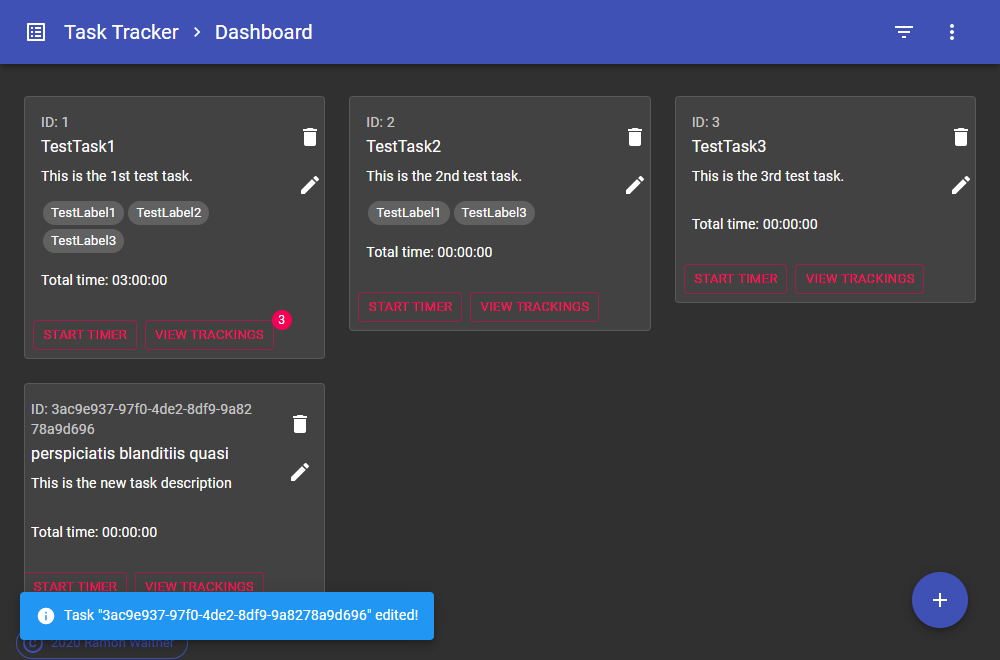 Task Tracker > Dashboard
ID: 1
TestTask1
This is the 1st test task.
TestLabel1 TestLabel2
TestLabel3
Total time: 03:00:00
START TIMER VIEW TRACKINGS 3
ID: 2
TestTask2
This is the 2nd test task.
TestLabel1 TestLabel3
Total time: 00:00:00
START TIMER VIEW TRACKINGS
ID: 3
TestTask3
This is the 3rd test task.
Total time: 00:00:00
START TIMER VIEW TRACKINGS
ID: 3ac9e937-97f0-4de2-8df9-9a82
78a9d696
perspiciatis blanditiis quasi
This is the new task description
Total time: 00:00:00
START TIMER VIEW TRACKINGS
Task "3ac9e937-97f0-4de2-8df9-9a8278a9d696" edited!
© 2020 Ramon Walther